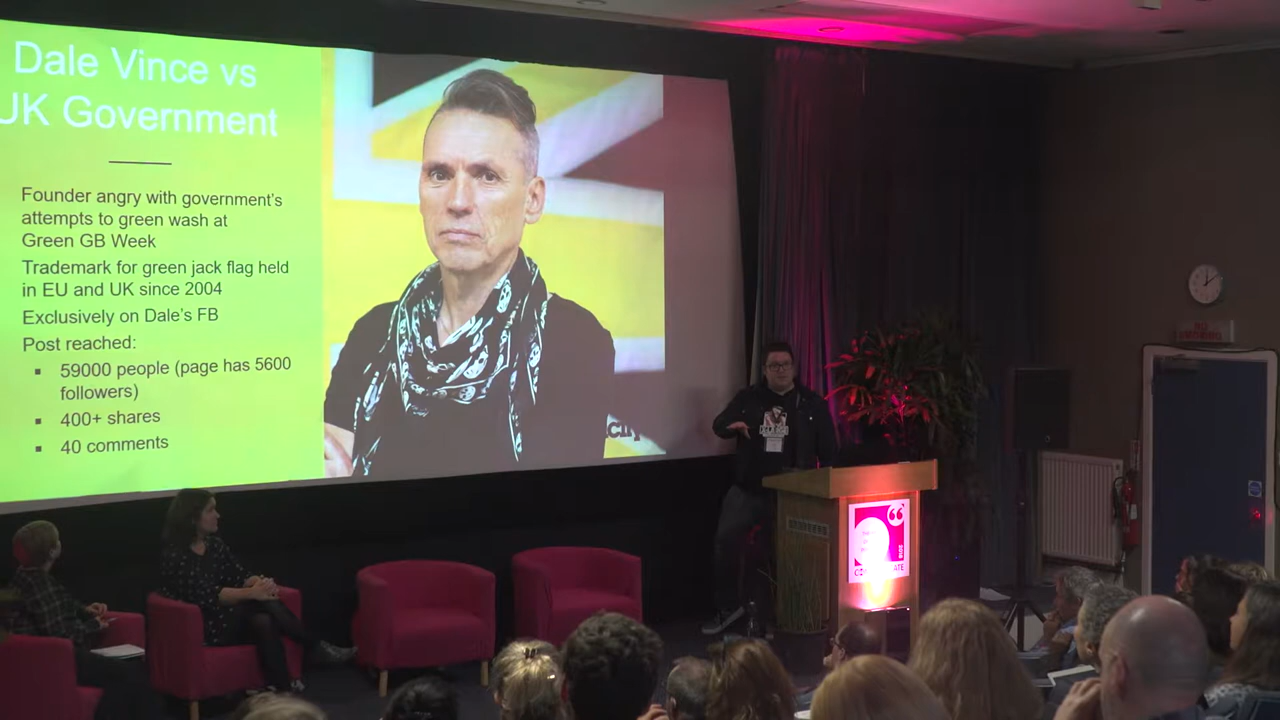 Dale Vince vs
UK Government
Founder angry with government's
attempts to green wash at
Green GB Week
Trademark for green jack flag held
in EU and UK since 2004
Exclusively on Dale's FB
Post reached:
▪ 59000 people (page has 5600
followers)
▪ 400+ shares
▪ 40 comments